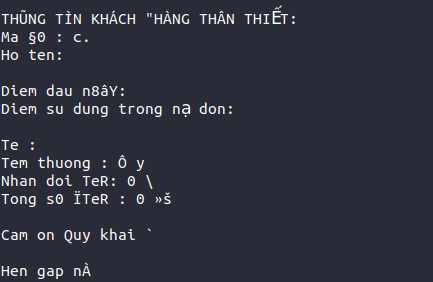 THŨNG TÌN KHÁCH "HÀNG THÂN THIẾT:
Ma §0 : c.
Ho ten:
Diem dau n8âY:
Diem su dung trong nạ don:
Te :
Tem thuong : Ô y
Nhan doi TeR: 0 \
Tong s0 ÏTeR : 0 »š
Cam on Quy khai `
Hen gap nÀ